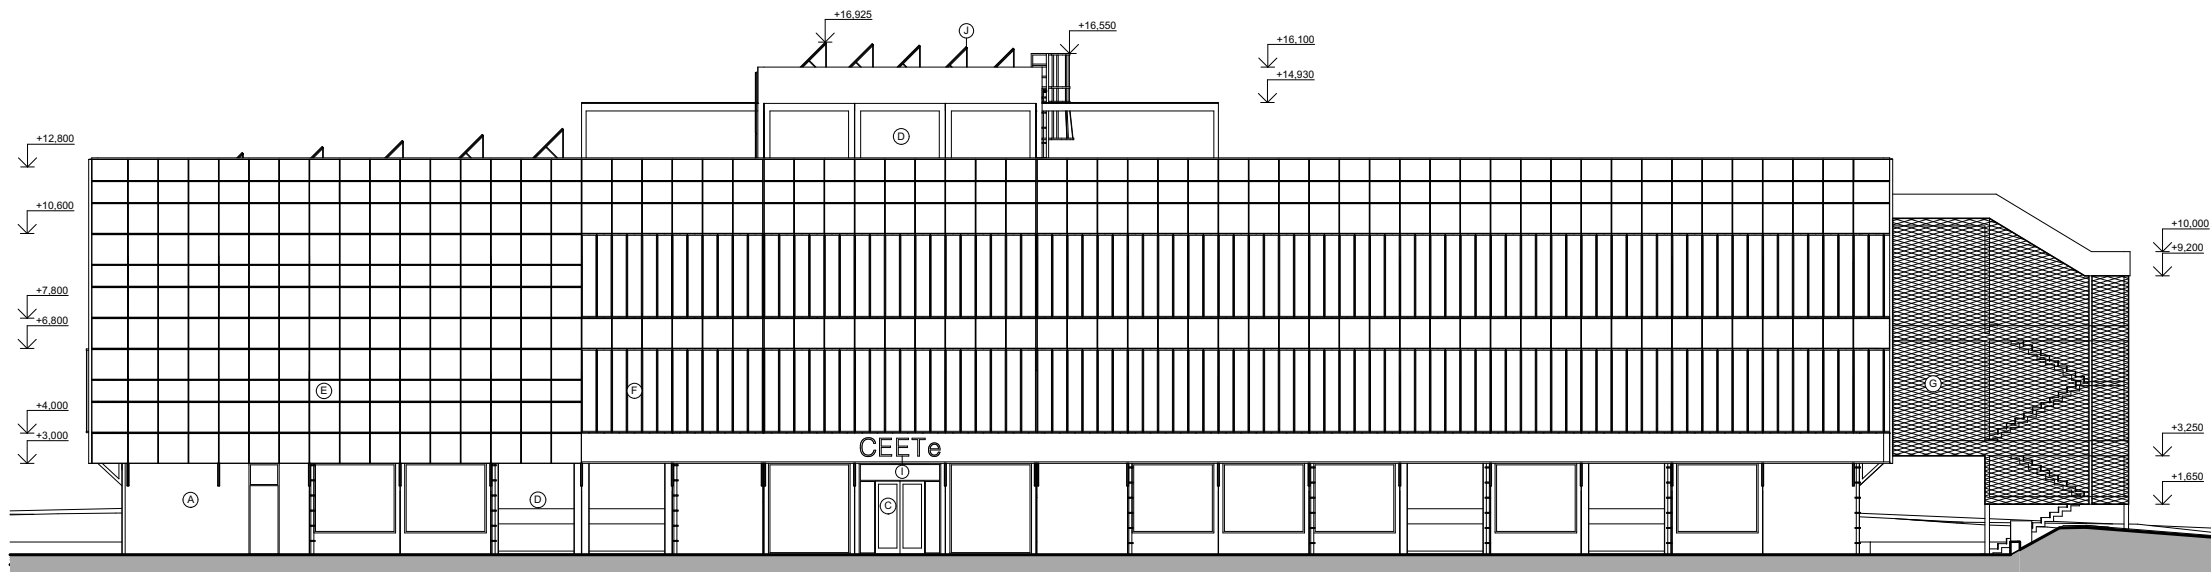 +16,925
J
+16,550
+16,100
+14,930
+12,800
D
+10,600
+10,000
+9,200
+7,800
+6,800
E
F
G
+4,000
+3,250
+3,000
CEETe
I
+1,650
A
D
C